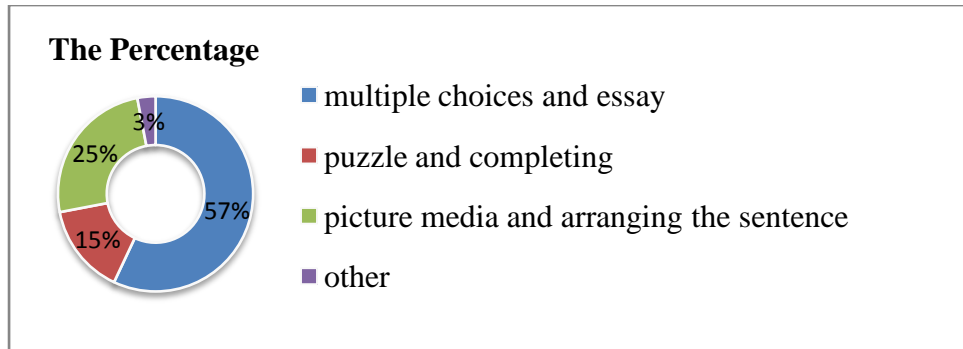 The Percentage
multiple choices and essay
puzzle and completing
picture media and arranging the sentence
other
3%
25%
57%
15%